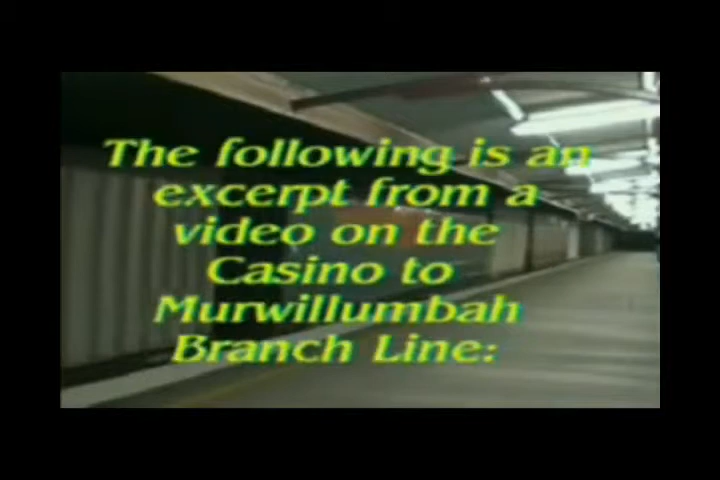 The following is an
excerpt from a
video on the
Casino to
Murwillumbah
Branch Line: